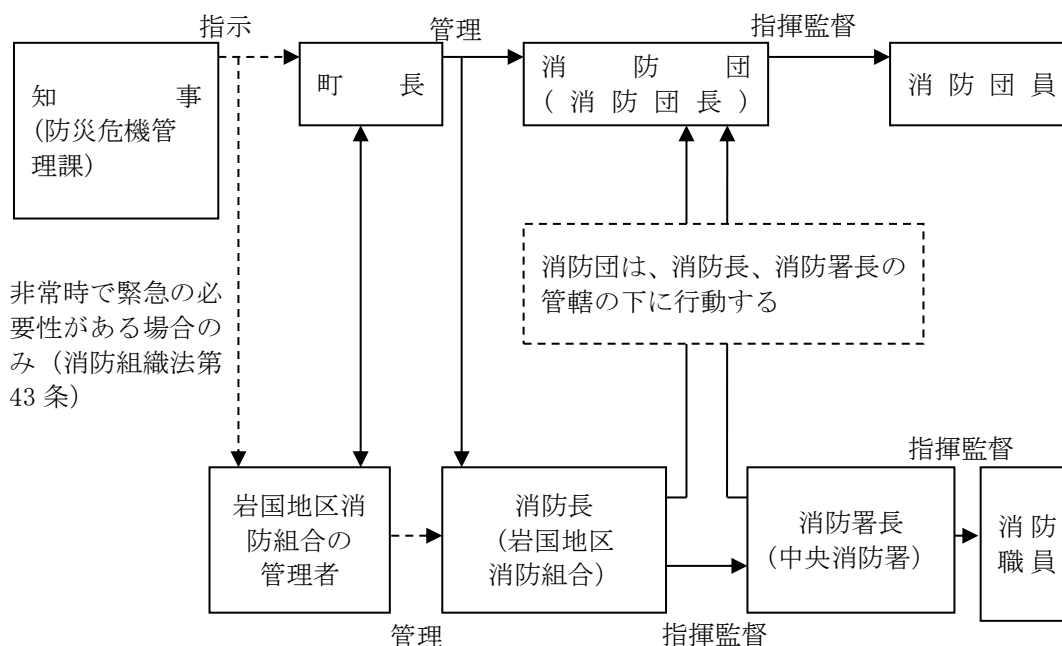 指示
管理
指揮監督
知事
(防災危機管
理課)
町長
消防団
(消防団長)
消防団員
消防団は、消防長、消防署長の
管轄の下に行動する
非常時で緊急の必
要性がある場合の
み（消防組織法第
43 条）
指揮監督
岩国地区消
防組合の
管理者
消防長
(岩国地区
消防組合)
消防署長
(中央消防署)
消防
職員
管理
指揮監督